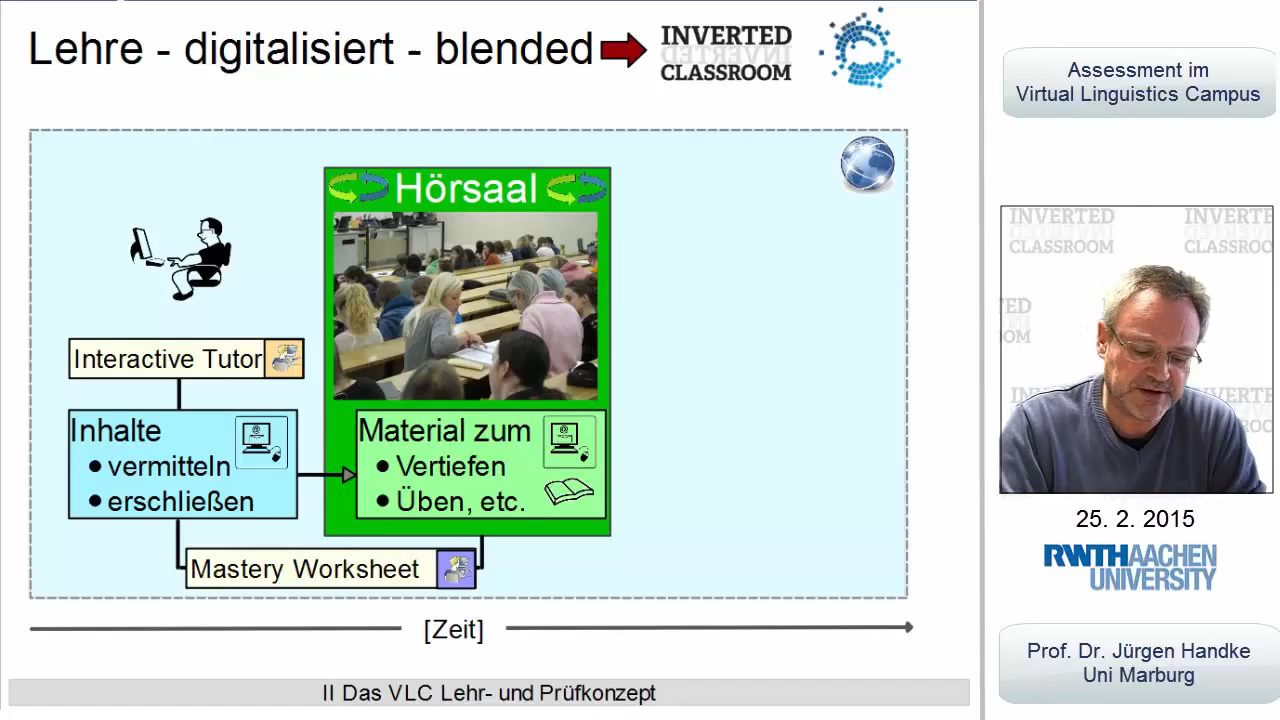 Lehre - digitalisiert - blended
INVERTED
CLASSROOM
Hörsaal
Interactive Tutor
Inhalte
• vermitteln
• erschließen
Material zum
• Vertiefen
• Üben, etc.
Mastery Worksheet
[Zeit]
II Das VLC Lehr- und Prüfkonzept
Assessment im
Virtual Linguistics Campus
INVERTED
CLASSROOM
INVERTED
CLASSROOM
25. 2. 2015
RWTHAACHEN
UNIVERSITY
Prof. Dr. Jürgen Handke
Uni Marburg